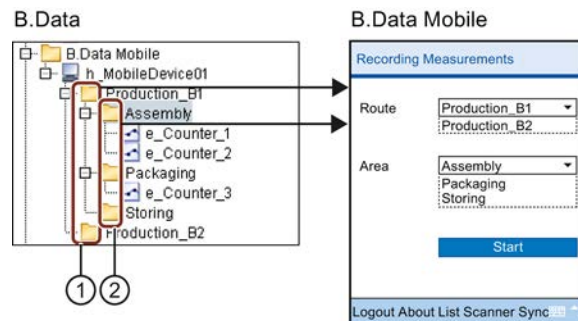 B.Data
B.Data Mobile
h_MobileDevice01
Production_B1
Assembly
e_Counter_1
e_Counter_2
Packaging
e_Counter_3
Storing
Production_B2
1
2
B.Data Mobile
Recording Measurements
Route
Production_B1
Production_B2
Area
Assembly
Packaging
Storing
Start
Logout About List Scanner Sync